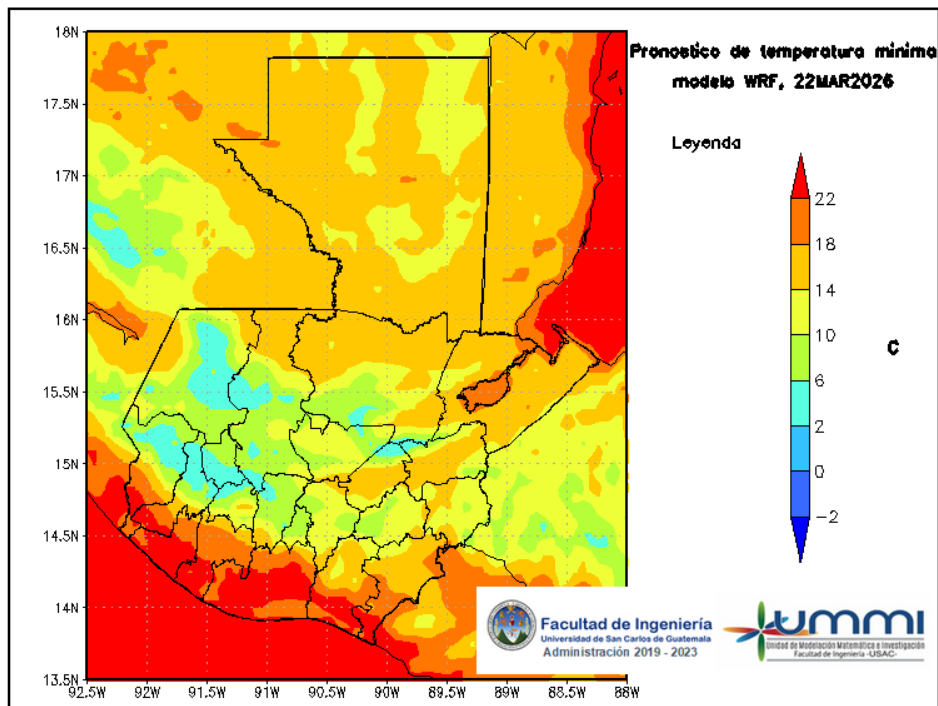 Pronostico de temperatura minima
modelo WRF, 22MAR2026
Leyenda
22
18
14
10
6
2
0
−2
C
18N
17.5N
17N
16.5N
16N
15.5N
15N
14.5N
14N
13.5N
92.5W 92W 91.5W 91W 90.5W 90W 89.5W 89W 88.5W 88W
Facultad de Ingeniería
Universidad de San Carlos de Guatemala
Administración 2019 - 2023
UMMI
Unidad de Modelación Matemática e Investigación
Facultad de Ingeniería -USAC-